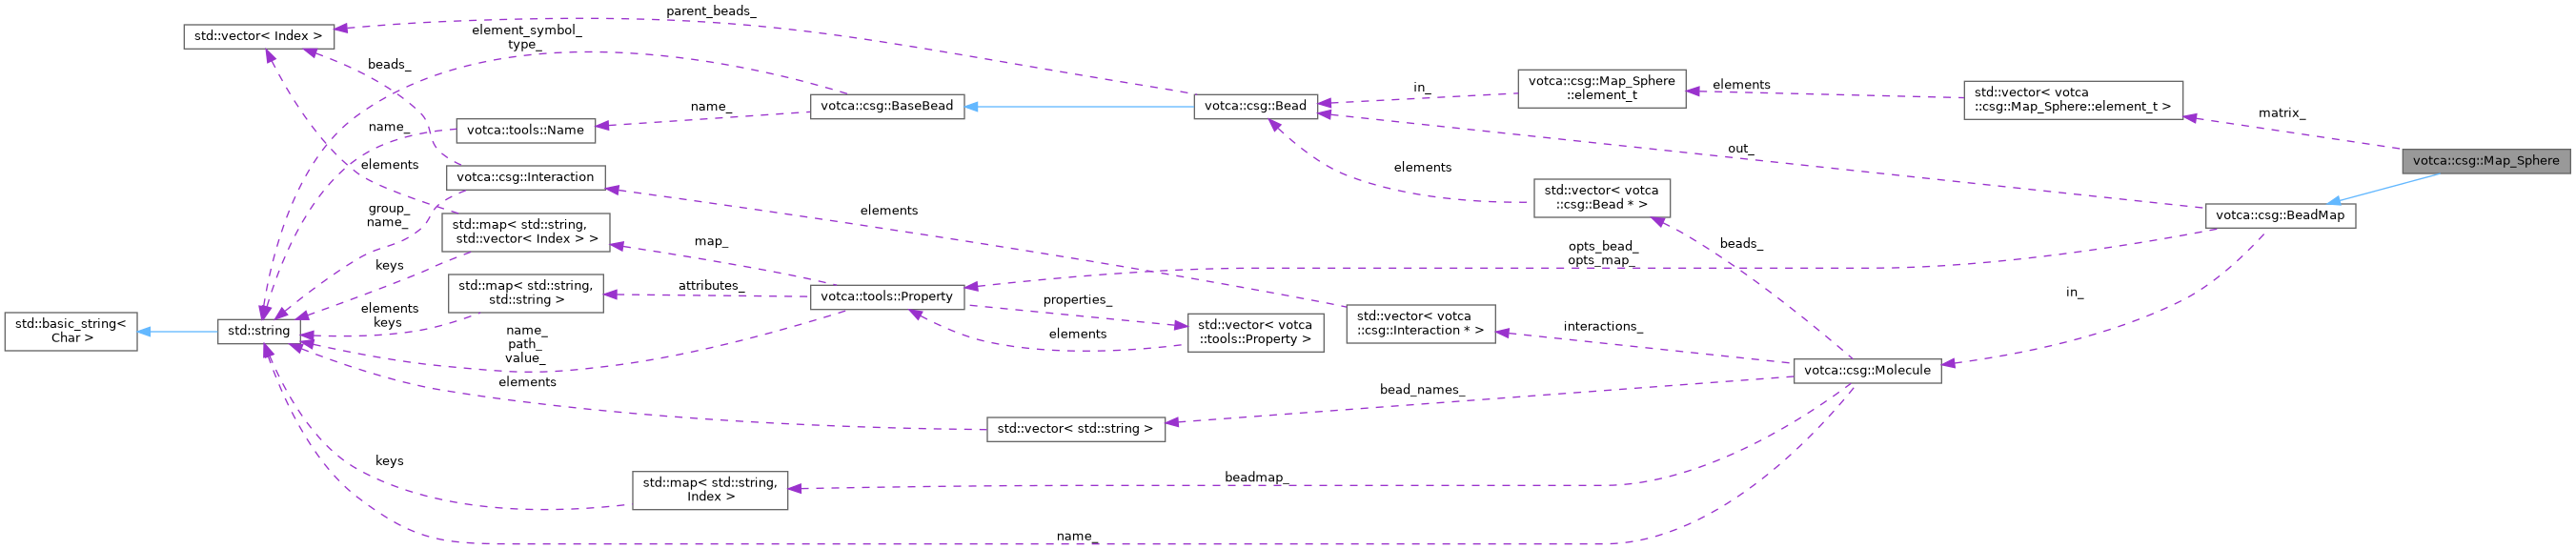 parent_beads_
element_symbol_
type_
std::vector< Index >
beads_
votca::csg::Map_Sphere
::element_t
in_
elements
std::vector< votca
::csg::Map_Sphere::element_t >
matrix_
votca::csg::BaseBead
votca::csg::Bead
name_
votca::tools::Name
name_
out_
votca::csg::Map_Sphere
elements
elements
votca::csg::Interaction
std::vector< votca
::csg::Bead * >
group_
name_
elements
votca::csg::BeadMap
std::map< std::string,
std::vector< Index > >
map_
beads_
opts_bead_
opts_map_
keys
std::map< std::string,
std::string >
attributes_
votca::tools::Property
properties_
in_
elements
keys
std::basic_string<
Char >
std::string
name_
path_
value_
elements
std::vector< votca
::tools::Property >
std::vector< votca
::csg::Interaction * >
interactions_
votca::csg::Molecule
elements
bead_names_
std::vector< std::string >
keys
std::map< std::string,
Index >
beadmap_
name_